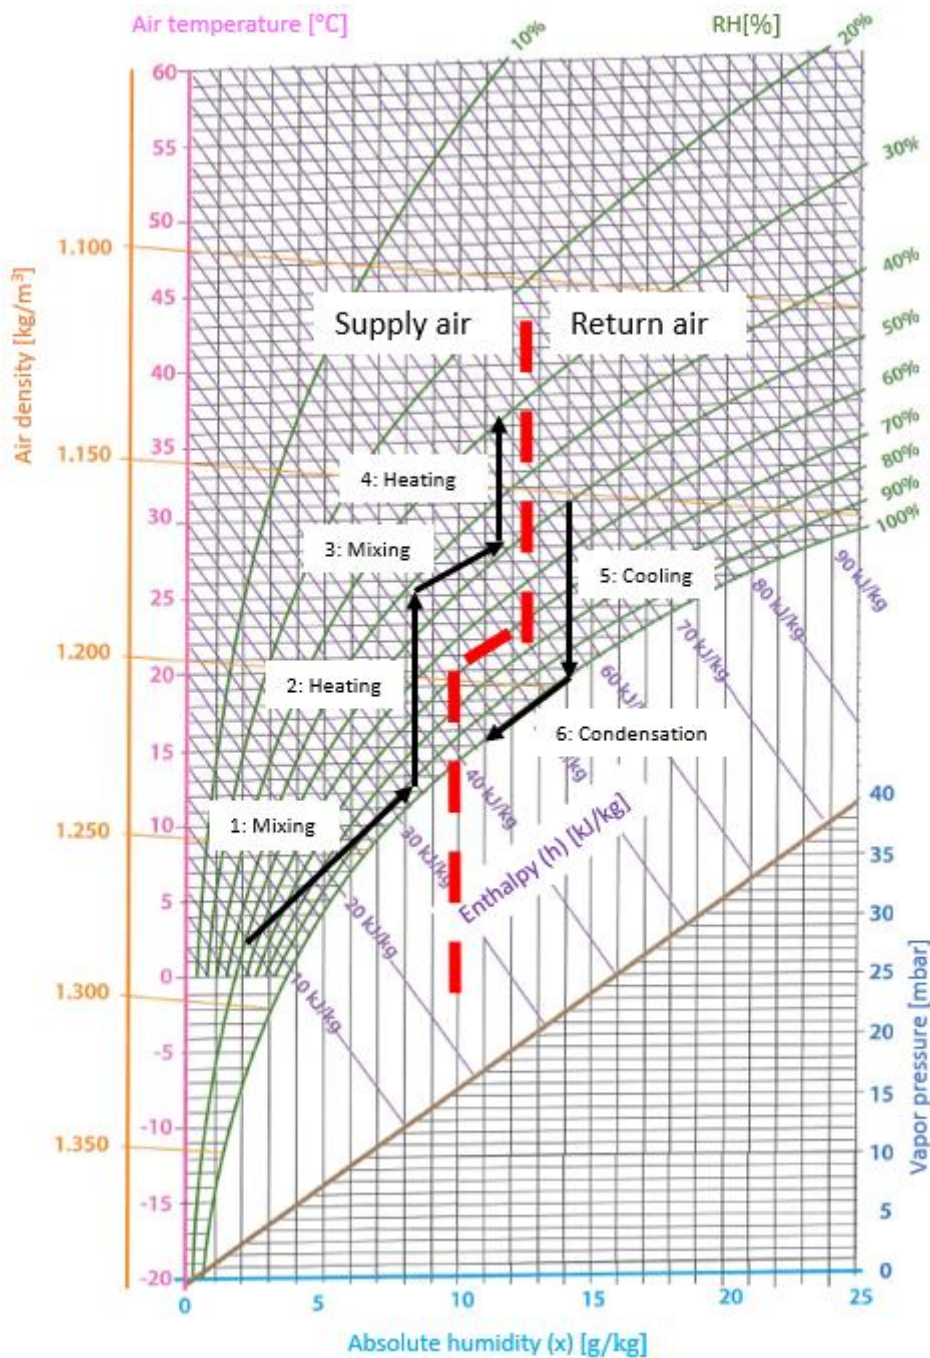 Air temperature [°C]
RH[%]
10%
20%
30%
40%
50%
60%
70%
80%
90%
100%
60
55
50
45
40
35
30
25
20
15
10
5
0
-5
-10
-15
-20
Air density [kg/m³]
1.100
1.150
1.200
1.250
1.300
1.350
Supply air
Return air
4: Heating
3: Mixing
5: Cooling
2: Heating
6: Condensation
1: Mixing
90 kJ/kg
80 kJ/kg
70 kJ/kg
60 kJ/
kJ/kg
40 kJ/kg
30 kJ/kg
20 kJ/kg
10 kJ/kg
Enthalpy (h) [kJ/kg]
40
35
30
25
20
15
10
5
0
Vapor pressure [mbar]
0
5
10
15
20
25
Absolute humidity (x) [g/kg]